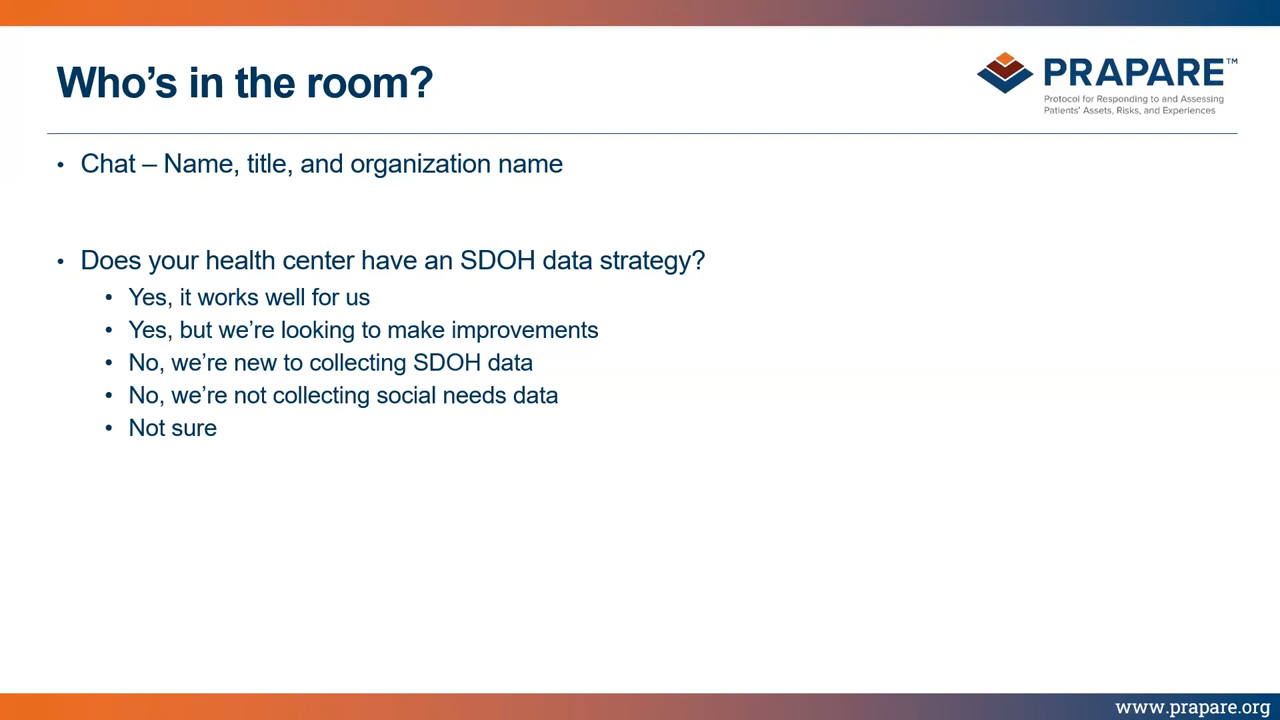 Who’s in the room?
PRAPARE™
Protocol for Responding to and Assessing
Patients’ Assets, Risks, and Experiences
• Chat – Name, title, and organization name
• Does your health center have an SDOH data strategy?
• Yes, it works well for us
• Yes, but we’re looking to make improvements
• No, we’re new to collecting SDOH data
• No, we’re not collecting social needs data
• Not sure
www.prapare.org